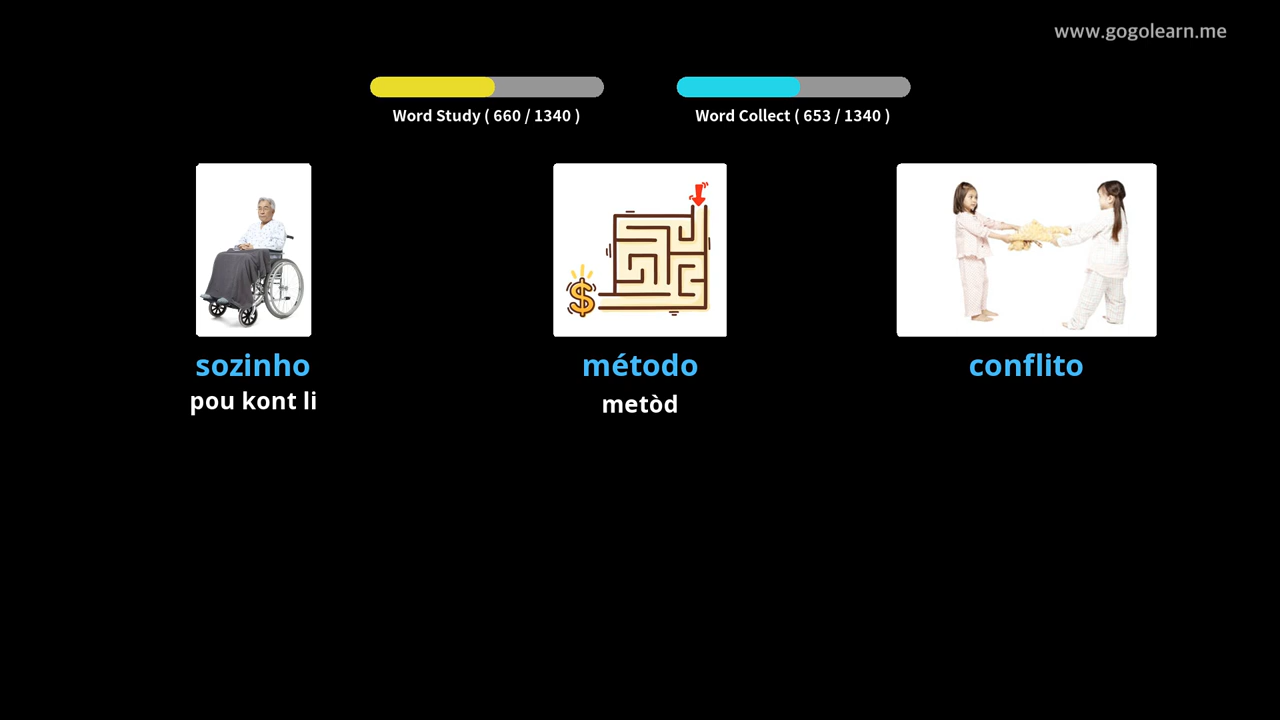 www.gogolearn.me
Word Study ( 660 / 1340 )
Word Collect ( 653 / 1340 )
sozinho
pou kont li
método
metòd
conflito
$